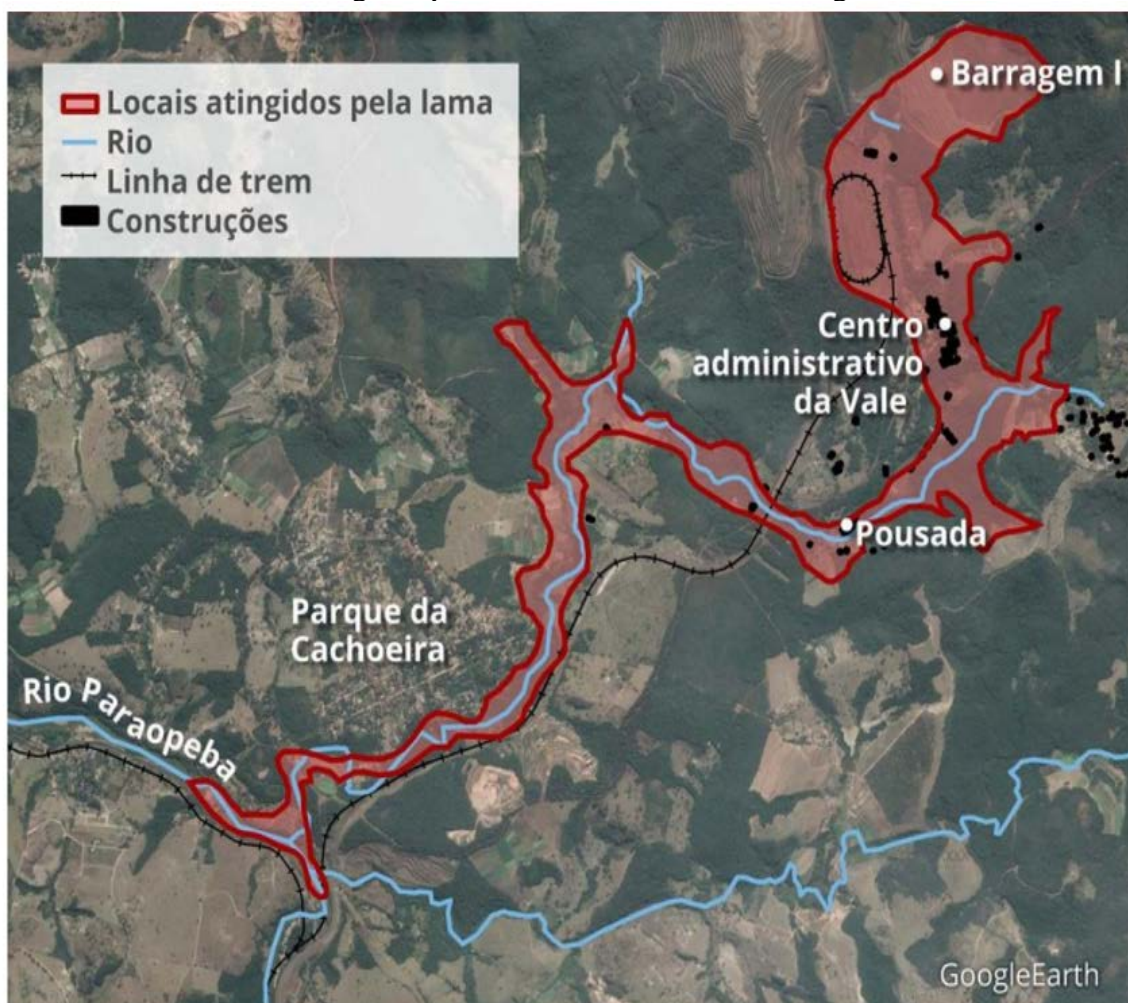 Locais atingidos pela lama
Rio
Linha de trem
Construções
Barragem I
Centro
administrativo
da Vale
Pousada
Parque da
Cachoeira
Rio Paraopeba
GoogleEarth